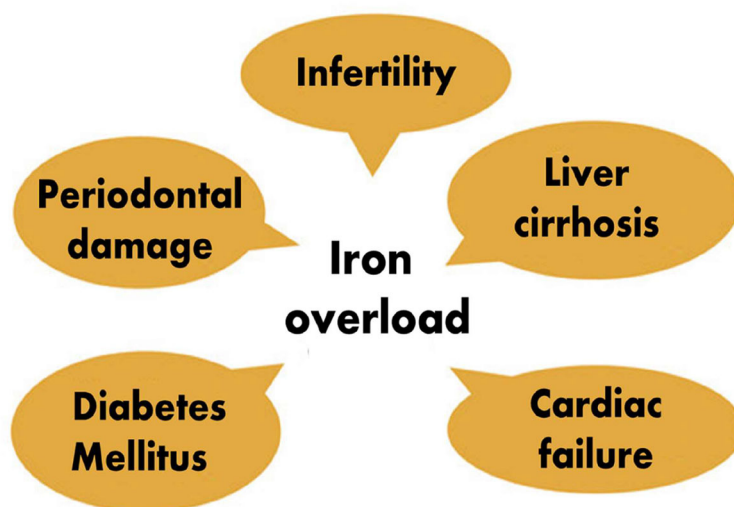 Infertility
Periodontal
damage
Liver
cirrhosis
Iron
overload
Diabetes
Mellitus
Cardiac
failure